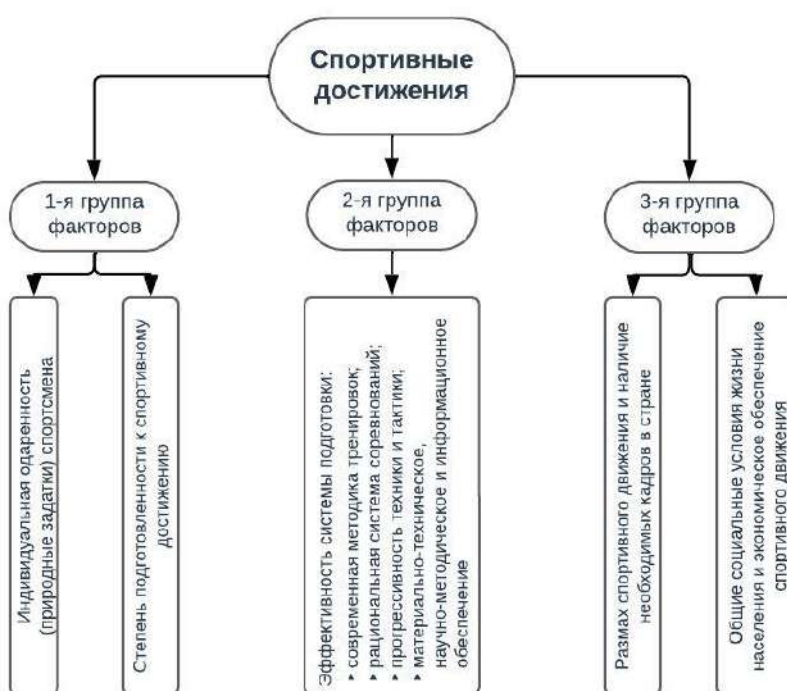 Спортивные
достижения
1-я группа
факторов
2-я группа
факторов
3-я группа
факторов
Индивидуальная одаренность
(природные задатки) спортсмена
Степень подготовленности к спортивному
достижению
Эффективность системы подготовки:
• современная методика тренировок;
• рациональная система соревнований;
• прогрессивность техники и тактики;
• материально-техническое,
научно-методическое и информационное
обеспечение
Размах спортивного движения и наличие
необходимых кадров в стране
Общие социальные условия жизни
населения и экономическое обеспечение
спортивного движения